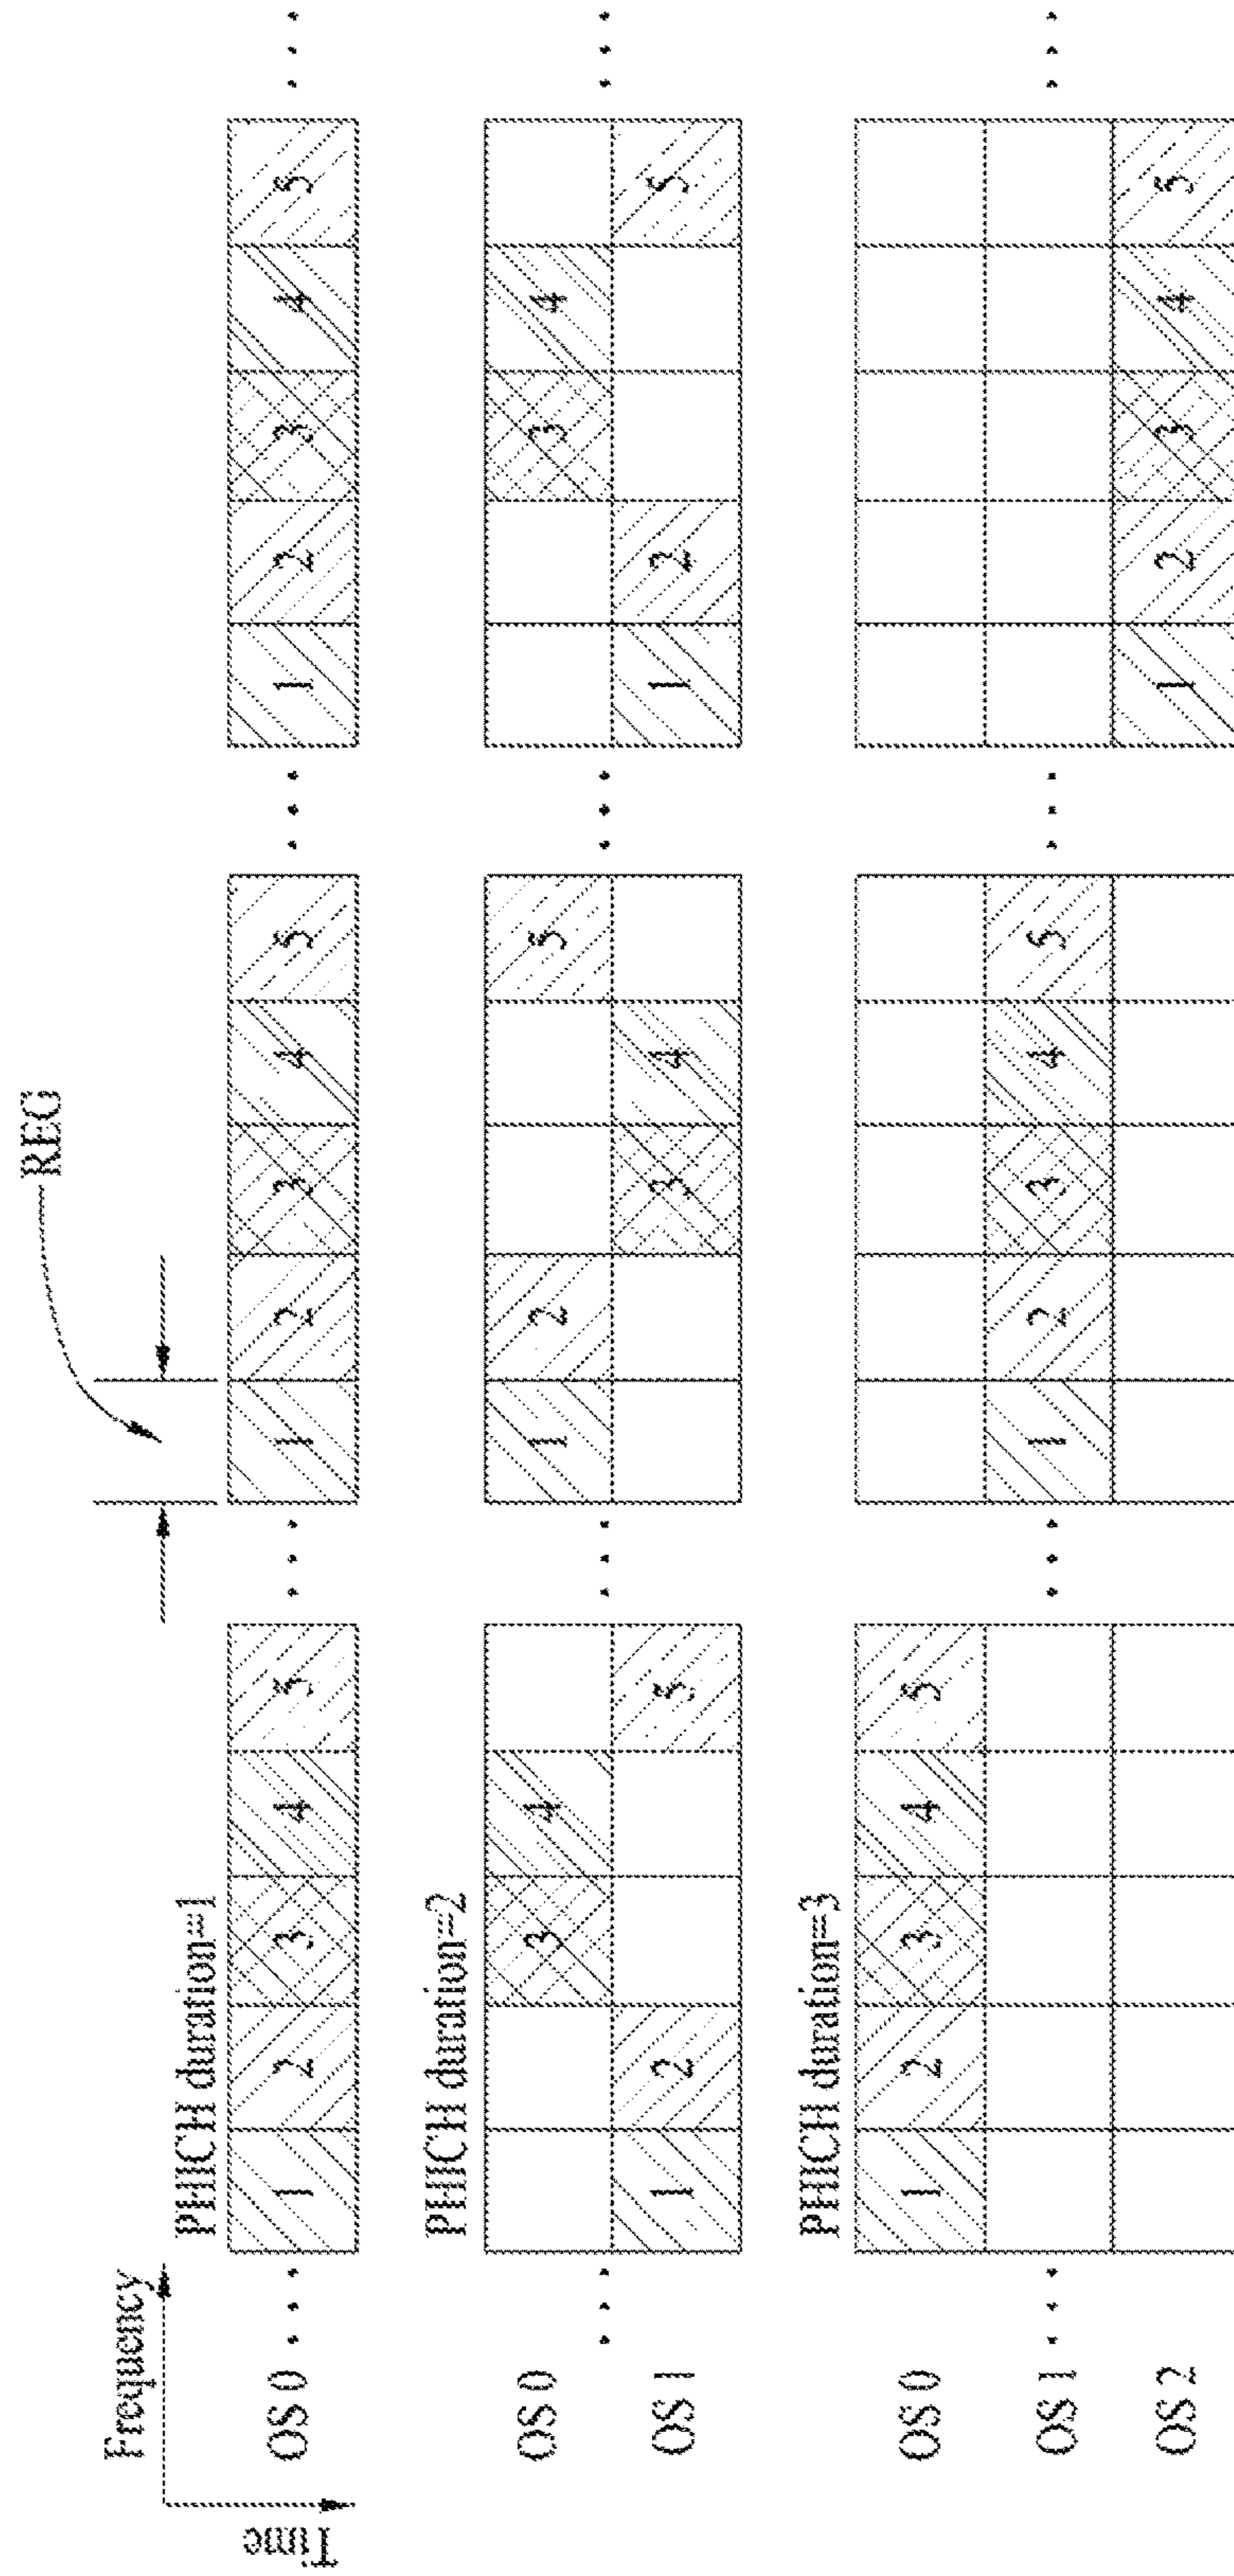 REG
Frequency
Time
PHICH duration=1
OS 0 1 2 3 4 5 1 2 3 4 5 1 2 3 4 5
PHICH duration=2
OS 0 3 4 1 2 5 3 4
OS 1 1 2 5 3 4 1 2 5
PHICH duration=3
OS 0 1 2 3 4 5
OS 1 1 2 3 4 5
OS 2 1 2 3 4 5